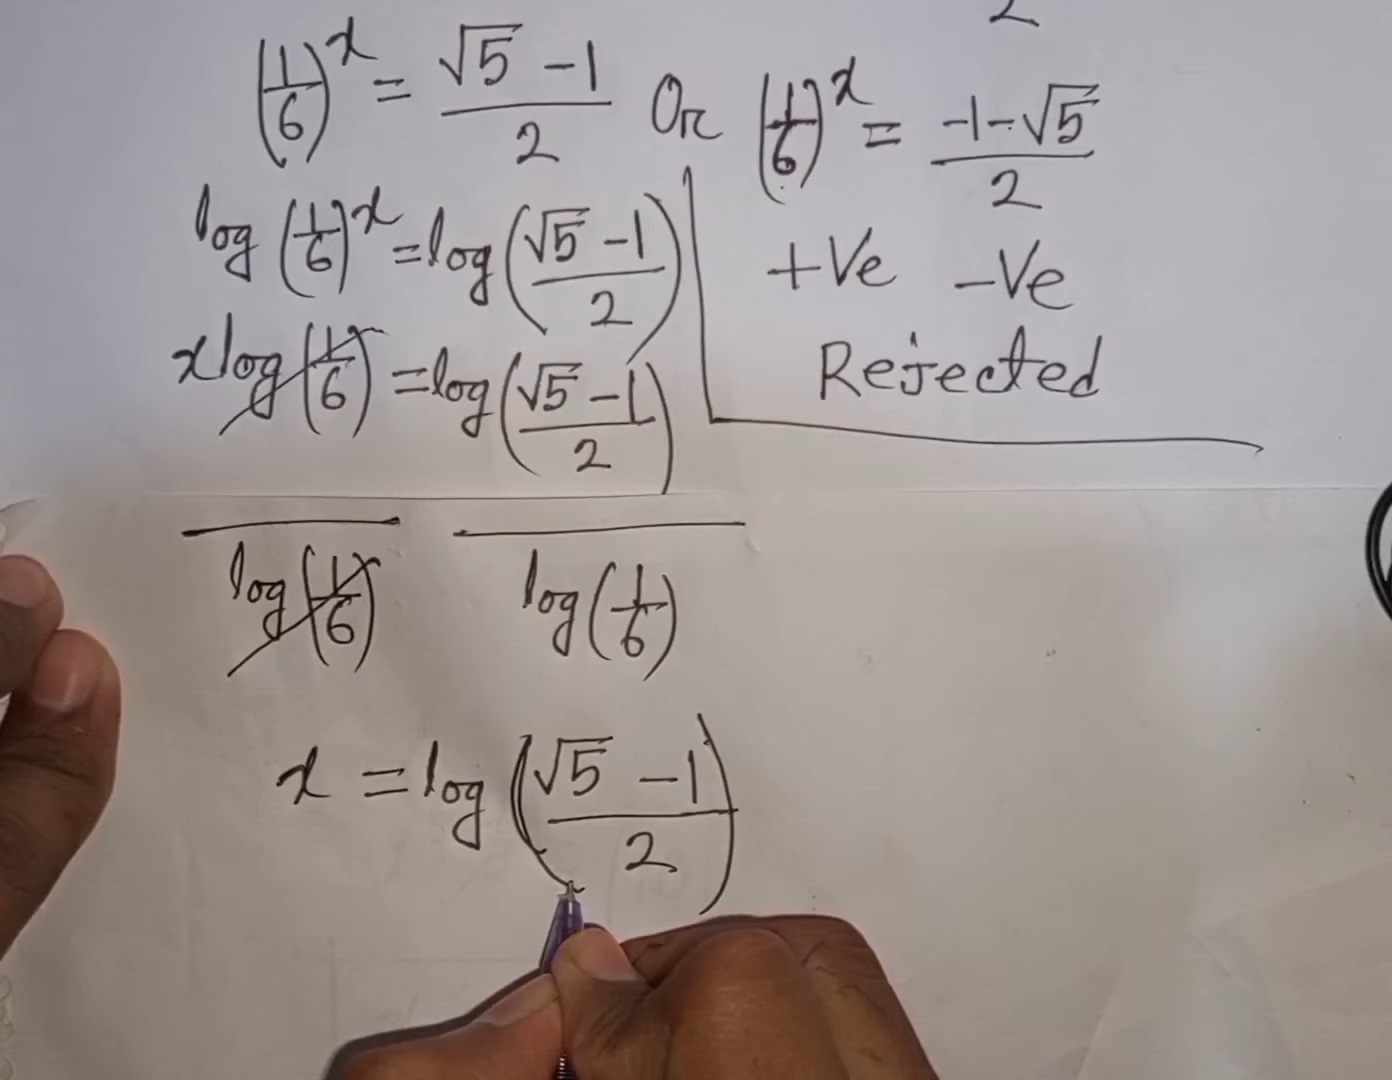 (1/6)^x = (√5 - 1)/2 Or (1/6)^x = (-1-√5)/2
log (1/6)^x = log ((√5 - 1)/2) +Ve -Ve
x log (1/6) = log ((√5 - 1)/2) Rejected
log (1/6) log (1/6)
x = log ((√5 - 1)/2)